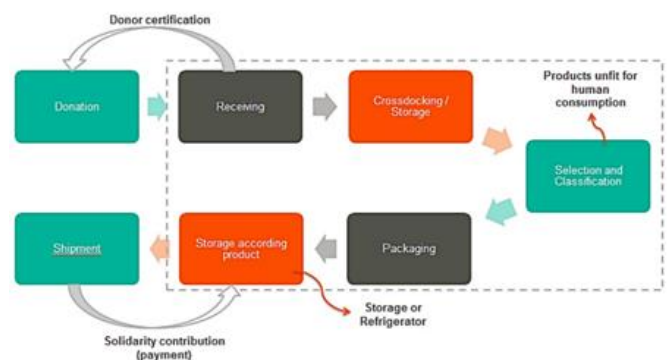 Donor certification
Donation
Receiving
Crossdocking /
Storage
Products unfit for
human
consumption
Selection and
Classification
Shipment
Storage according
product
Packaging
Storage or
Refrigerator
Solidarity contribution
(payment)